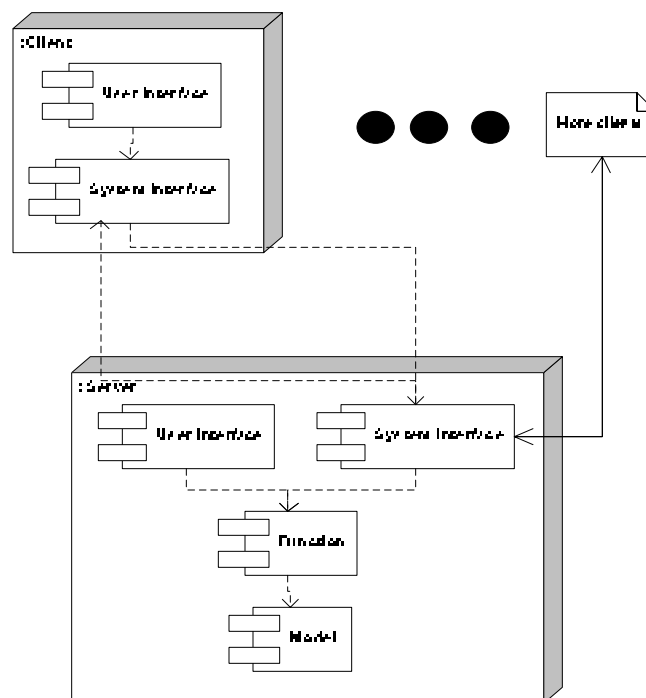 :Client
User Interface
System Interface
More clients
: Server
User Interface
System Interface
Function
Model